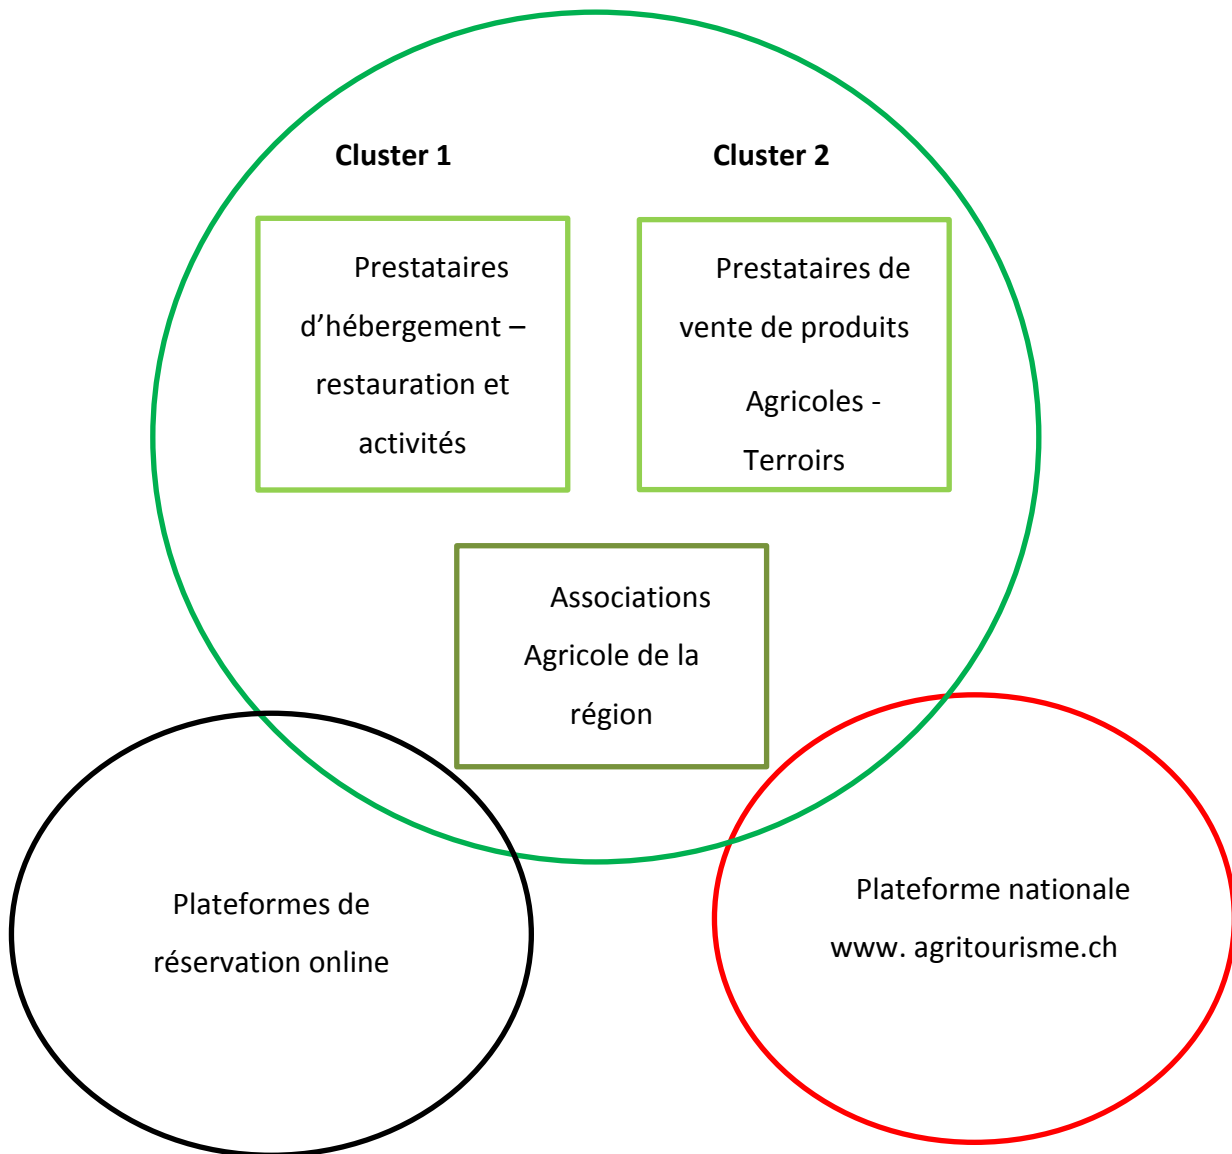 Cluster 1
Cluster 2
Prestataires
d’hébergement –
restauration et
activités
Prestataires de
vente de produits
Agricoles -
Terroirs
Associations
Agricole de la
région
Plateformes de
réservation online
Plateforme nationale
www. agritourisme.ch